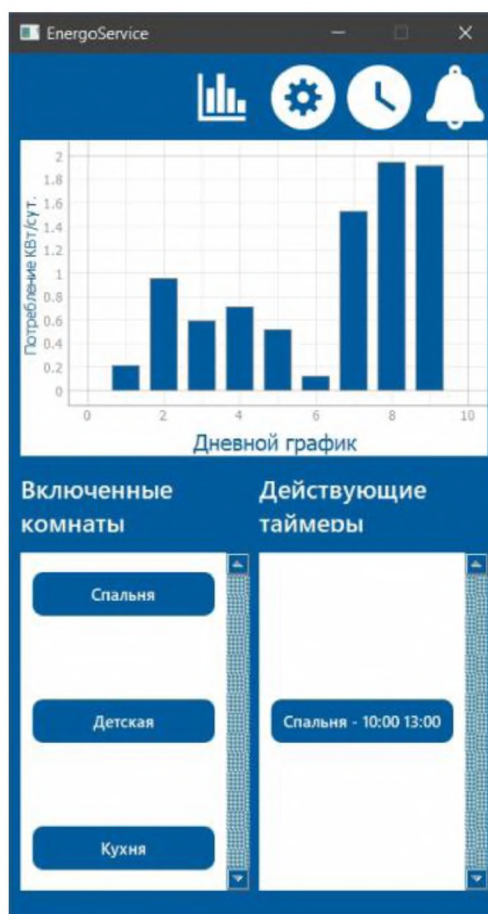 EnergoService
Потребление КВт/сут.
2
1.8
1.6
1.4
1.2
1
0.8
0.6
0.4
0.2
0
0 2 4 6 8 10
Дневной график
Включенные
комнаты
Действующие
таймеры
Спальня
Детская
Кухня
Спальня - 10:00 13:00